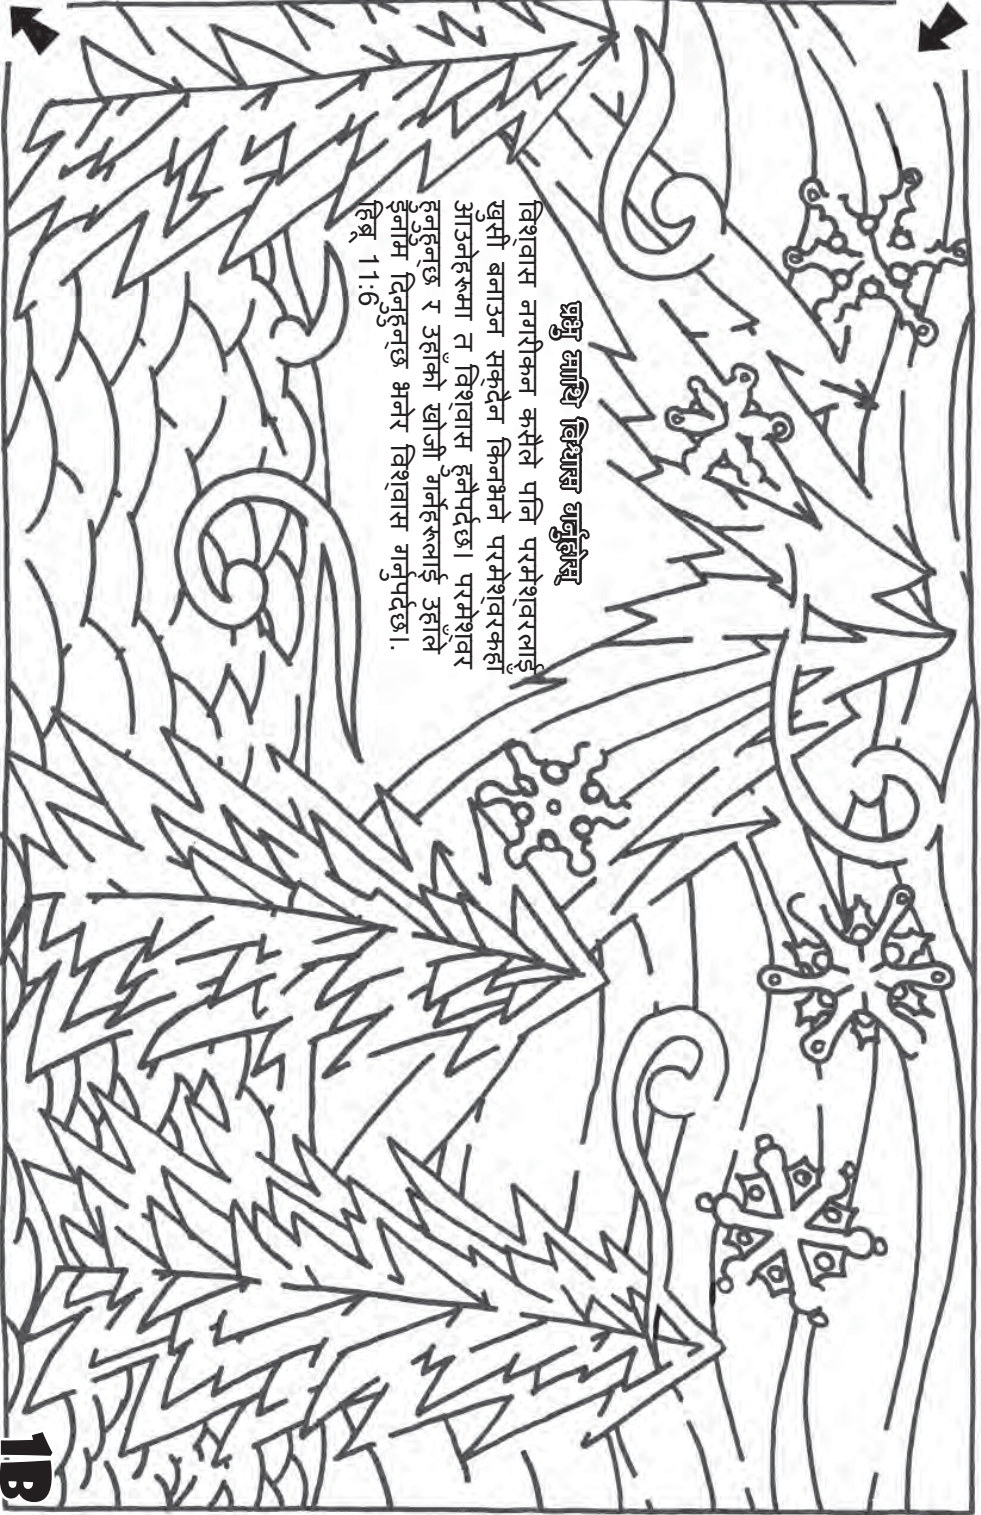 प्रभु माथि विश्वास गर्नुहोस्
विश्वास नगरीकन कसैले पनि परमेश्वरलाई
खुसी बनाउन सक्दैन किनभने परमेश्वरकहाँ
आउनेहरूमा त विश्वास हुनैपर्दछ। परमेश्वर
हुनुहुन्छ र उहाँको खोजी गर्नेहरूलाई उहाँले
इनाम दिनुहुन्छ भनेर विश्वास गर्नुपर्दछ।.
हिब्रू 11:6
1B